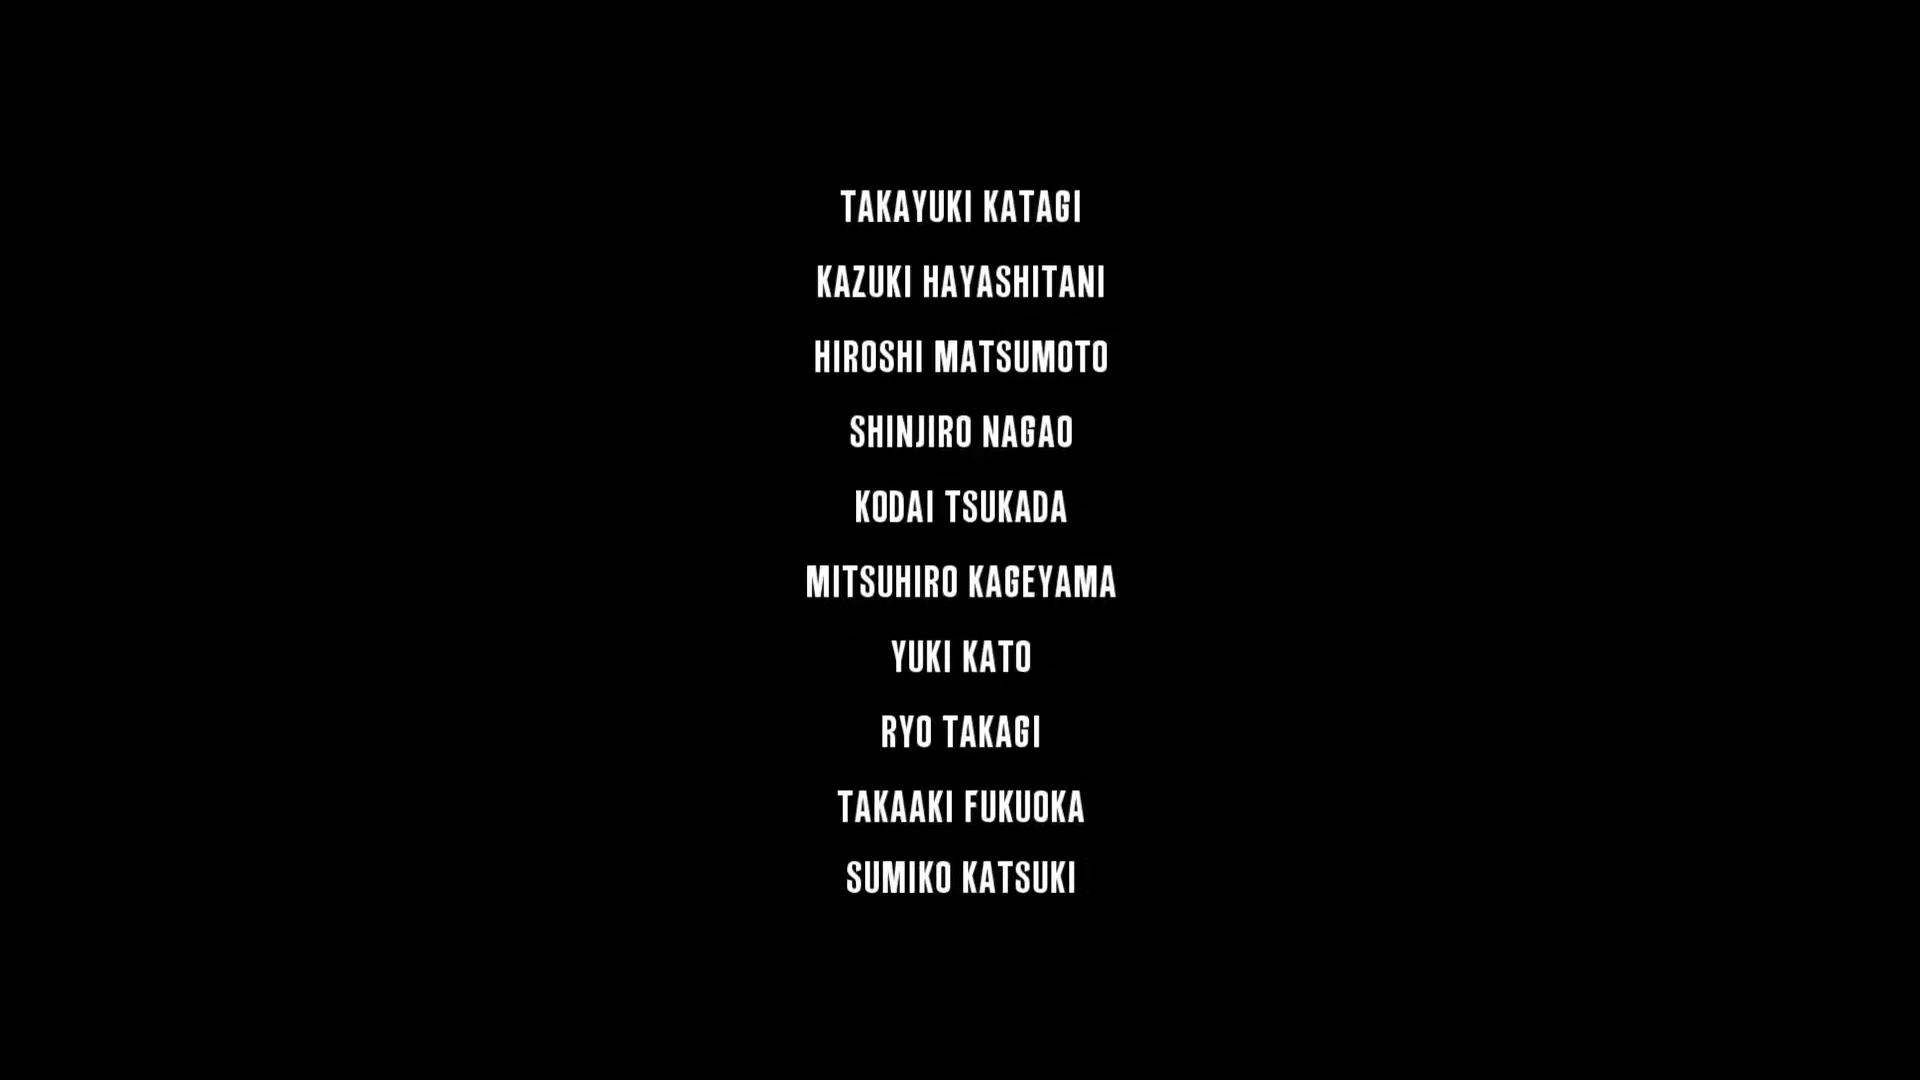 TAKAYUKI KATAGI
KAZUKI HAYASHITANI
HIROSHI MATSUMOTO
SHINJIRO NAGAO
KODAI TSUKADA
MITSUHIRO KAGEYAMA
YUKI KATO
RYO TAKAGI
TAKAAKI FUKUOKA
SUMIKO KATSUKI